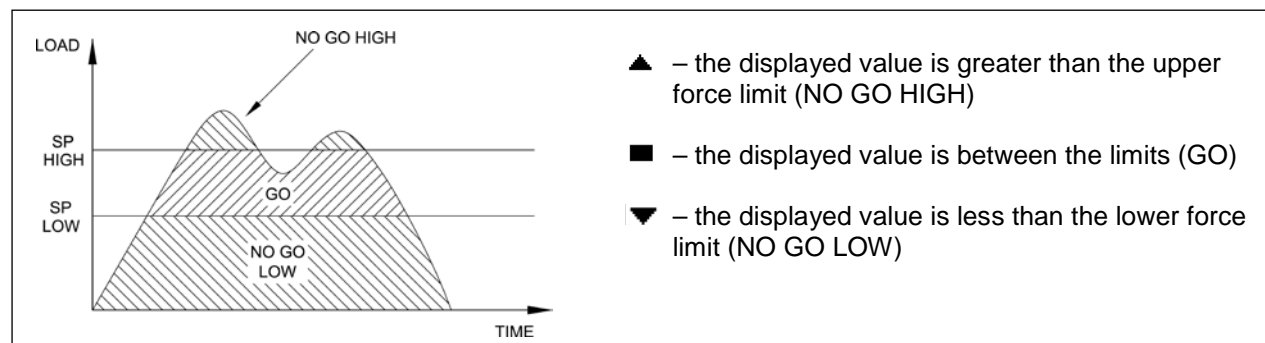 LOAD
NO GO HIGH
SP
HIGH
GO
SP
LOW
NO GO
LOW
TIME
– the displayed value is greater than the upper
force limit (NO GO HIGH)
– the displayed value is between the limits (GO)
– the displayed value is less than the lower force
limit (NO GO LOW)